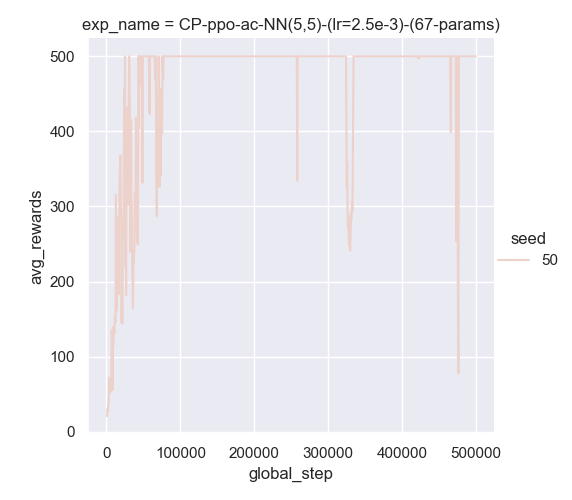 exp_name = CP-ppo-ac-NN(5,5)-(lr=2.5e-3)-(67-params)
500
400
300
200
100
0
avg_rewards
seed
50
0 100000 200000 300000 400000 500000
global_step